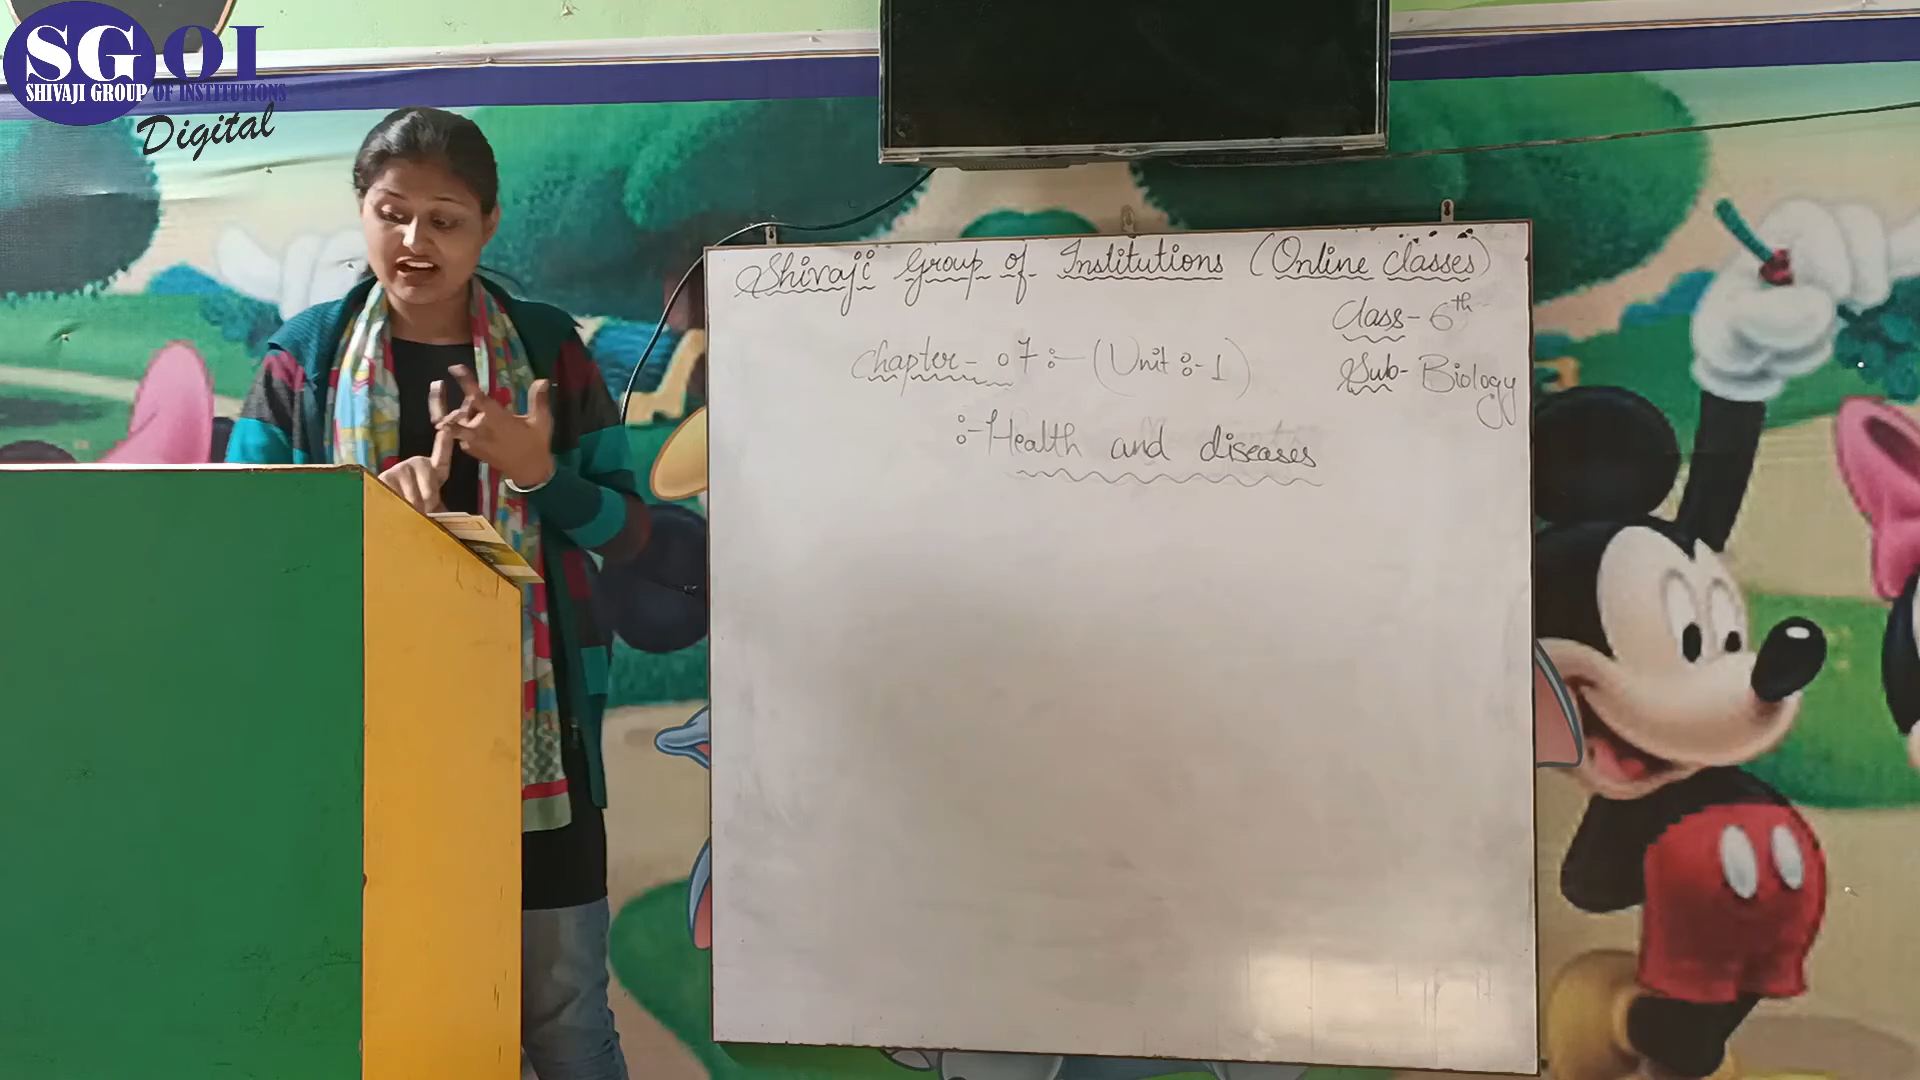 SGOI
SHIVAJI GROUP OF INSTITUTIONS
Digital
Shivaji Group of Institutions (Online classes)
Class- 6th
Chapter- 07 :- (Unit :- 1)
Sub- Biology
:- Health and diseases